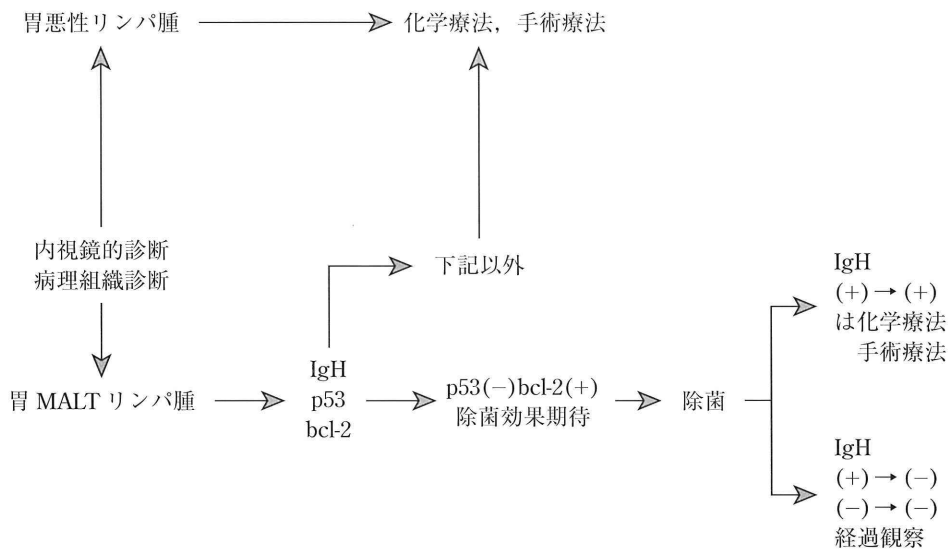 胃悪性リンパ腫
化学療法，手術療法
内視鏡的診断
病理組織診断
下記以外
胃 MALT リンパ腫
IgH
p53
bcl-2
p53(−)bcl-2(+)
除菌効果期待
除菌
IgH
(+) → (+)
は化学療法
手術療法
IgH
(+) → (−)
(−) → (−)
経過観察